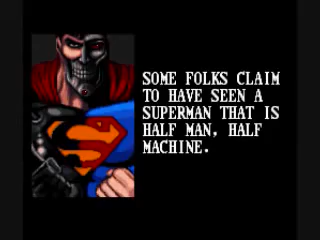 SOME FOLKS CLAIM
TO HAVE SEEN A
SUPERMAN THAT IS
HALF MAN, HALF
MACHINE.